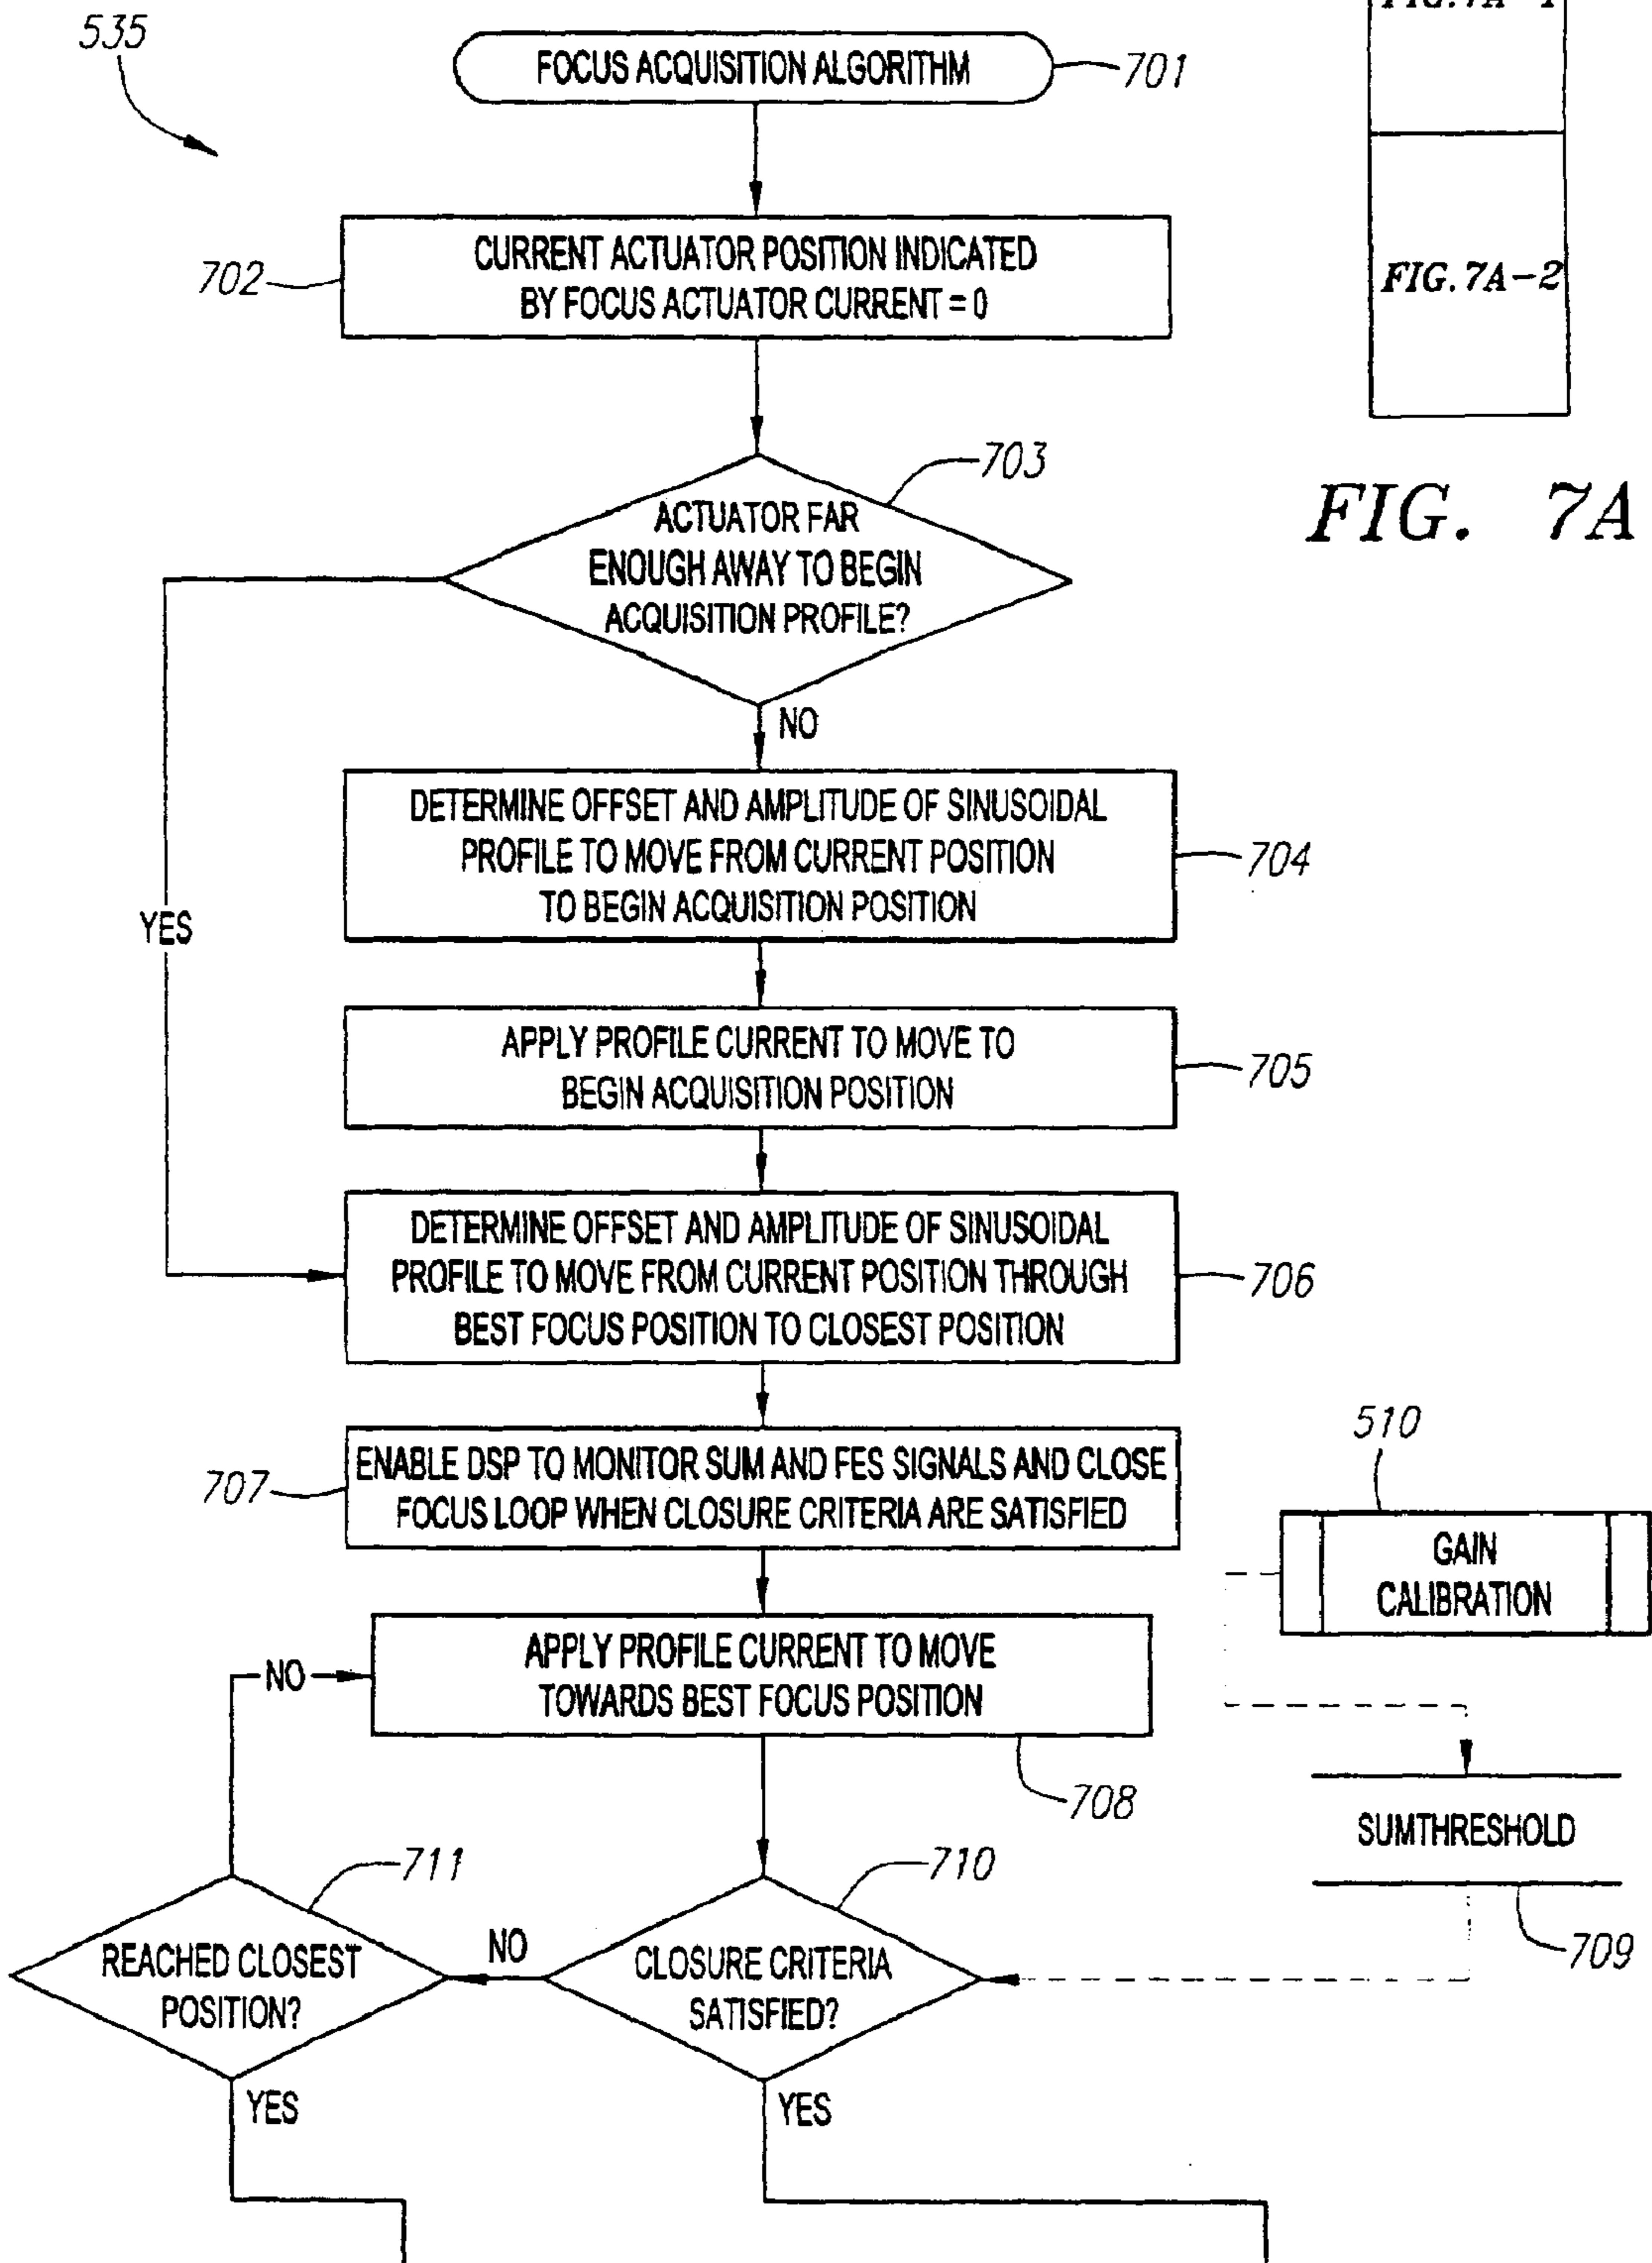 535
FOCUS ACQUISITION ALGORITHM
701
FIG. 7A-1
CURRENT ACTUATOR POSITION INDICATED
BY FOCUS ACTUATOR CURRENT = 0
702
FIG. 7A-2
FIG. 7A
703
ACTUATOR FAR
ENOUGH AWAY TO BEGIN
ACQUISITION PROFILE?
NO
YES
DETERMINE OFFSET AND AMPLITUDE OF SINUSOIDAL
PROFILE TO MOVE FROM CURRENT POSITION
TO BEGIN ACQUISITION POSITION
704
APPLY PROFILE CURRENT TO MOVE TO
BEGIN ACQUISITION POSITION
705
DETERMINE OFFSET AND AMPLITUDE OF SINUSOIDAL
PROFILE TO MOVE FROM CURRENT POSITION THROUGH
BEST FOCUS POSITION TO CLOSEST POSITION
706
ENABLE DSP TO MONITOR SUM AND FES SIGNALS AND CLOSE
FOCUS LOOP WHEN CLOSURE CRITERIA ARE SATISFIED
707
510
GAIN
CALIBRATION
NO
APPLY PROFILE CURRENT TO MOVE
TOWARDS BEST FOCUS POSITION
708
SUMTHRESHOLD
709
711
REACHED CLOSEST
POSITION?
NO
710
CLOSURE CRITERIA
SATISFIED?
YES
YES